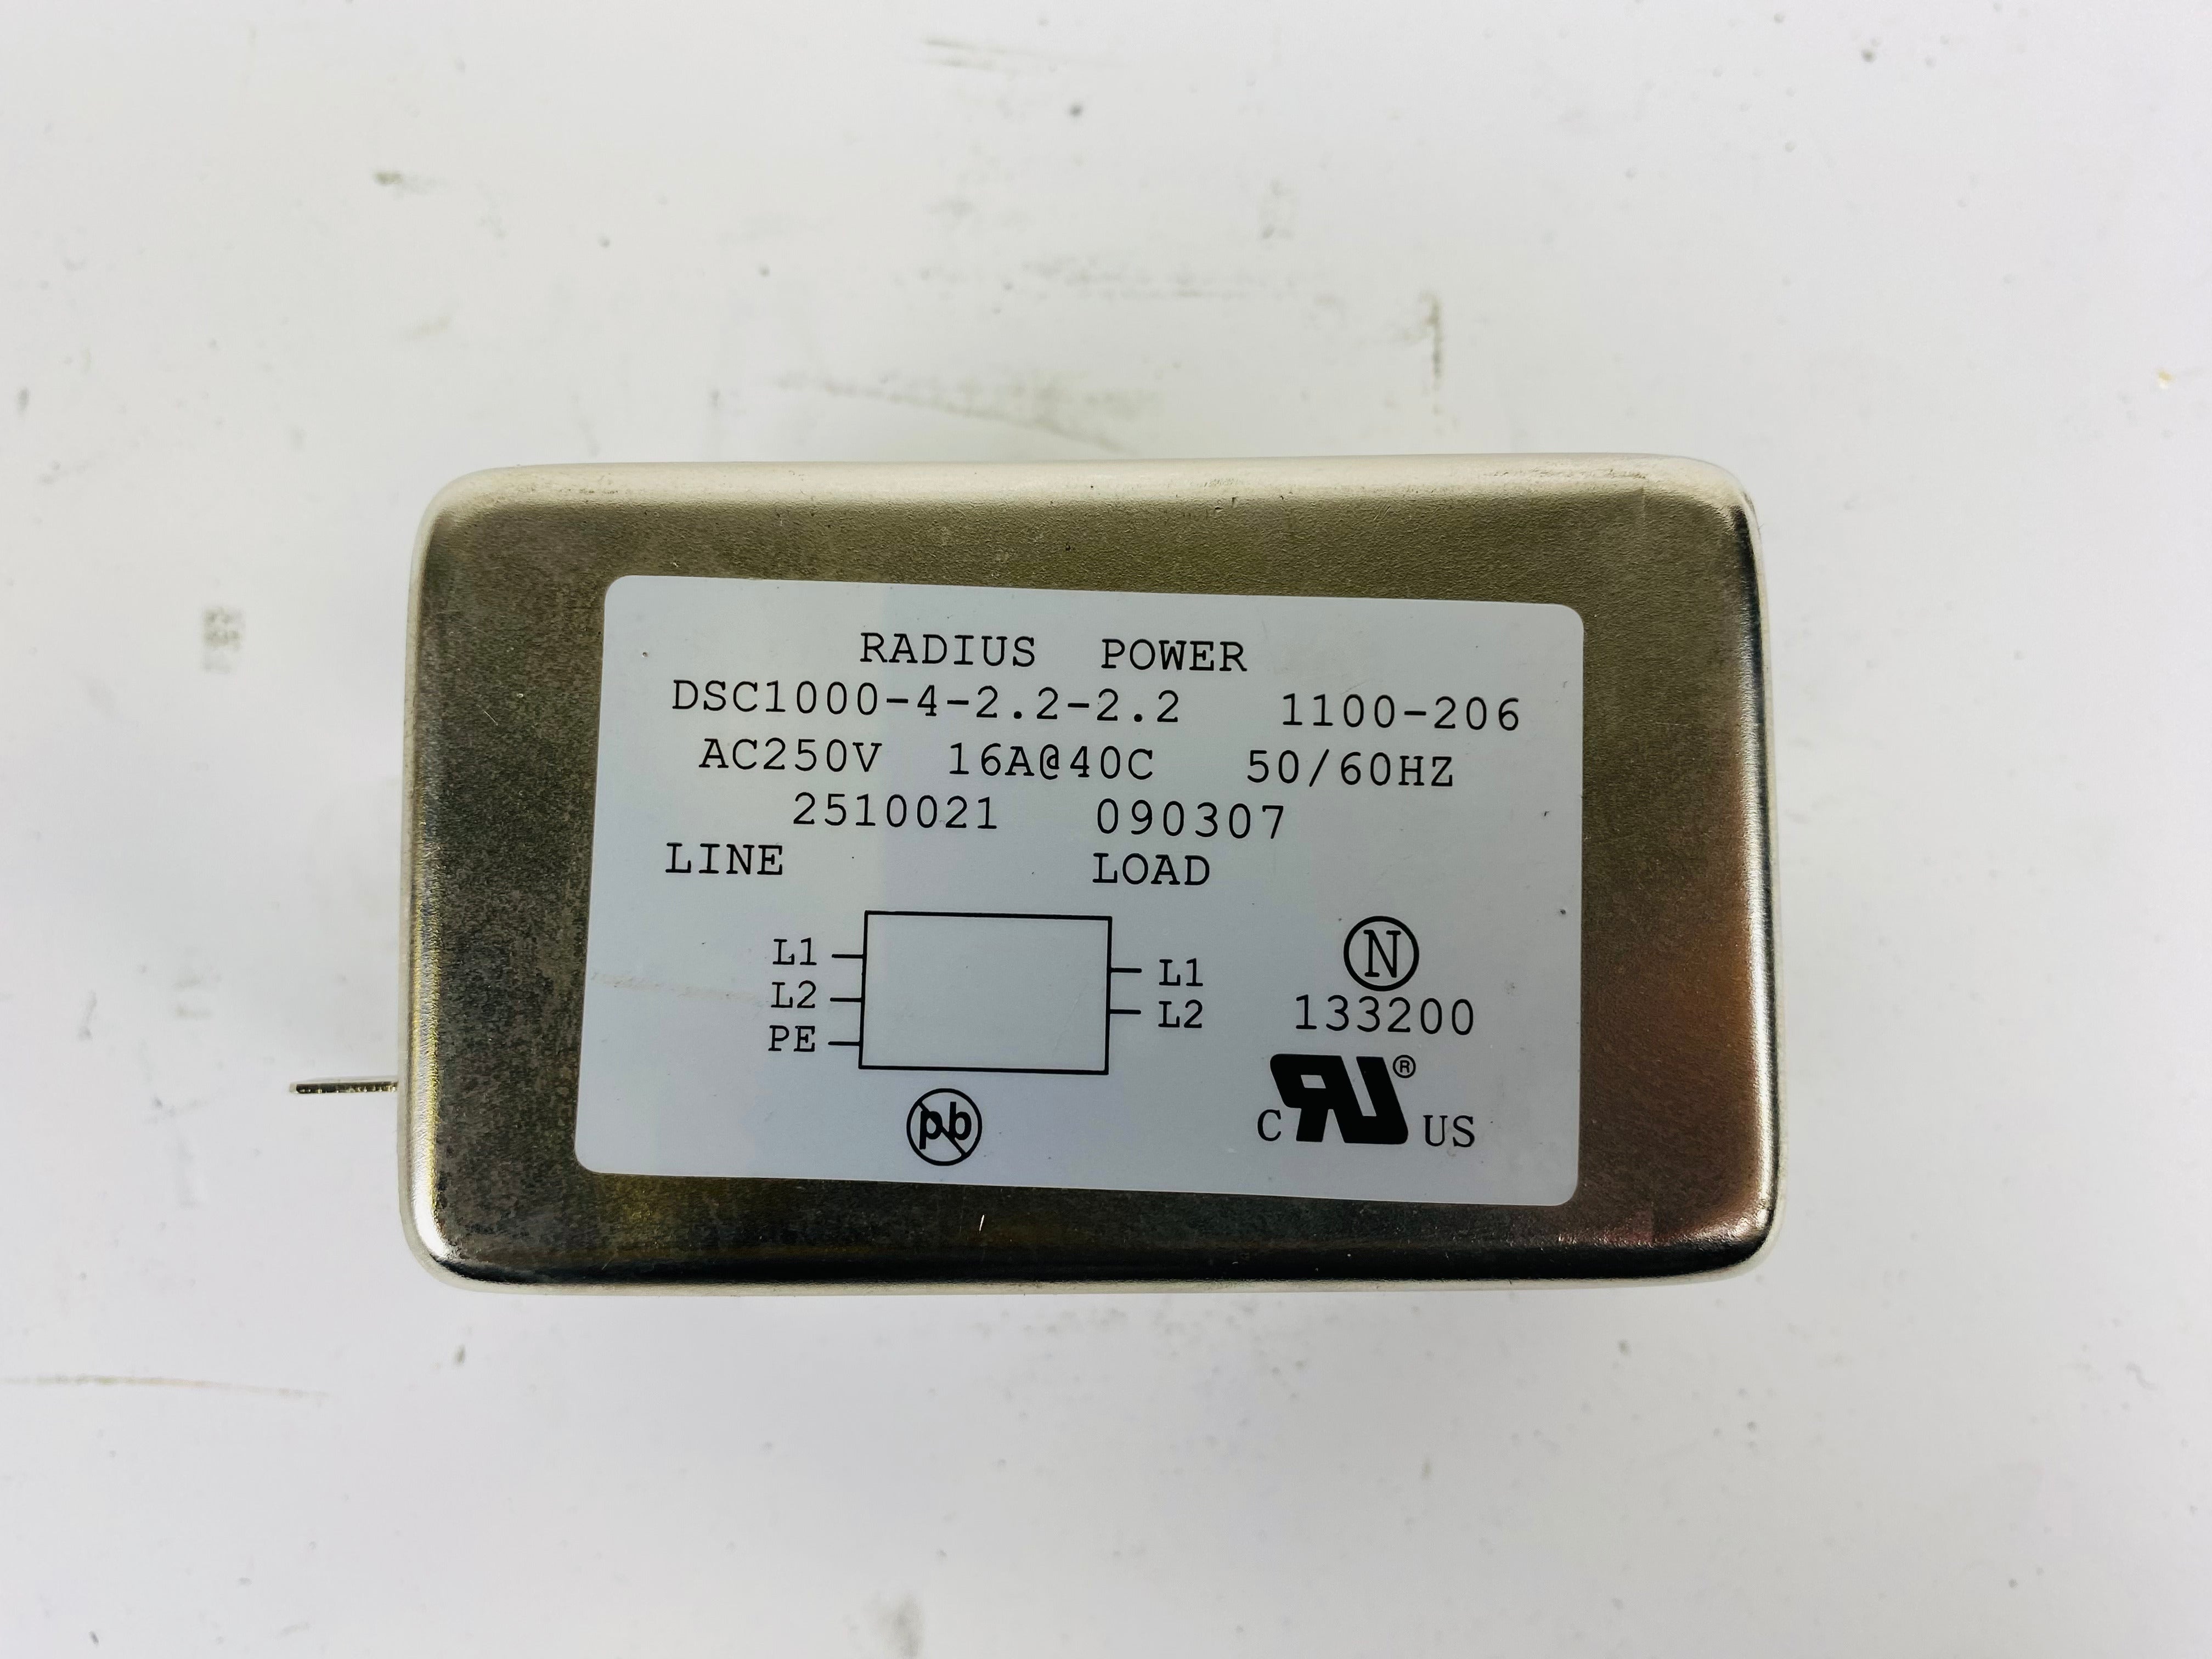 RADIUS POWER
DSC1000-4-2.2-2.2 1100-206
AC250V 16A@40C 50/60HZ
2510021 090307
LINE LOAD
L1 L1
L2 L2
PE
N
133200
pb
C RU® US